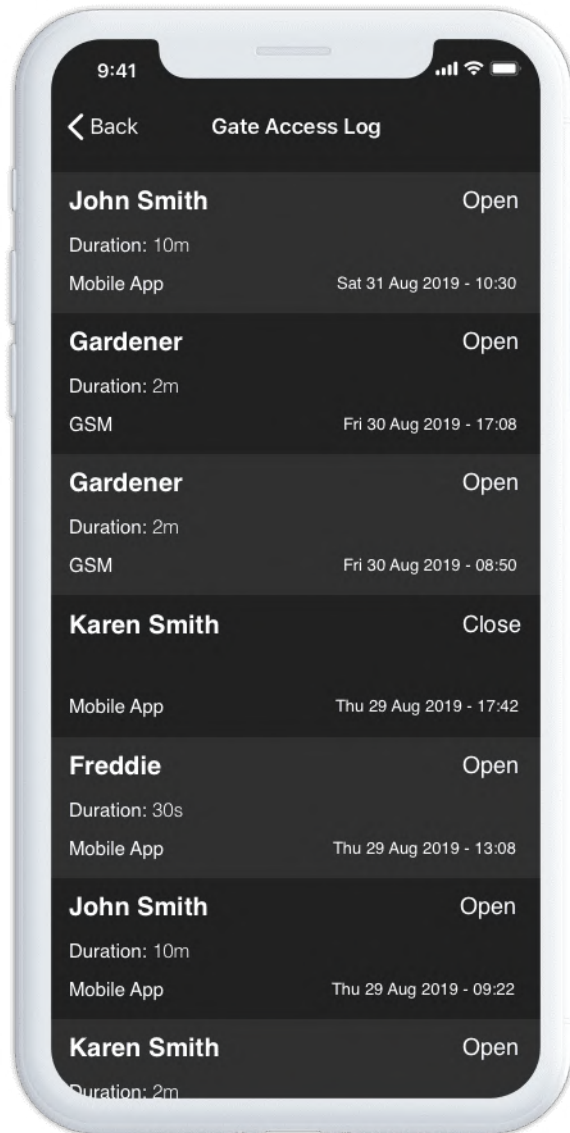 9:41
Back Gate Access Log
John Smith Open
Duration: 10m
Mobile App Sat 31 Aug 2019 - 10:30
Gardener Open
Duration: 2m
GSM Fri 30 Aug 2019 - 17:08
Gardener Open
Duration: 2m
GSM Fri 30 Aug 2019 - 08:50
Karen Smith Close
Mobile App Thu 29 Aug 2019 - 17:42
Freddie Open
Duration: 30s
Mobile App Thu 29 Aug 2019 - 13:08
John Smith Open
Duration: 10m
Mobile App Thu 29 Aug 2019 - 09:22
Karen Smith Open
Duration: 2m